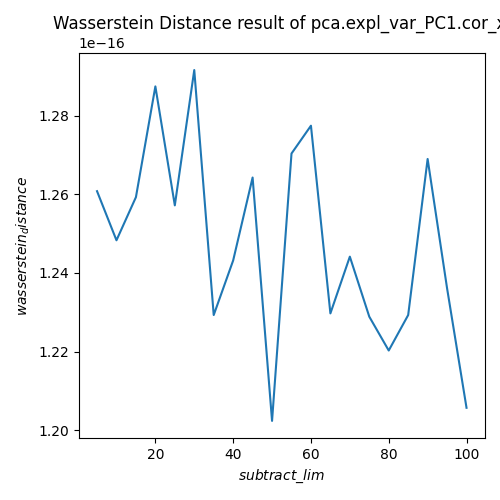 Wasserstein Distance result of pca.expl_var_PC1.cor_x
1e−16
1.28
1.26
1.24
1.22
1.20
wasserstein_distance
20 40 60 80 100
subtract_lim